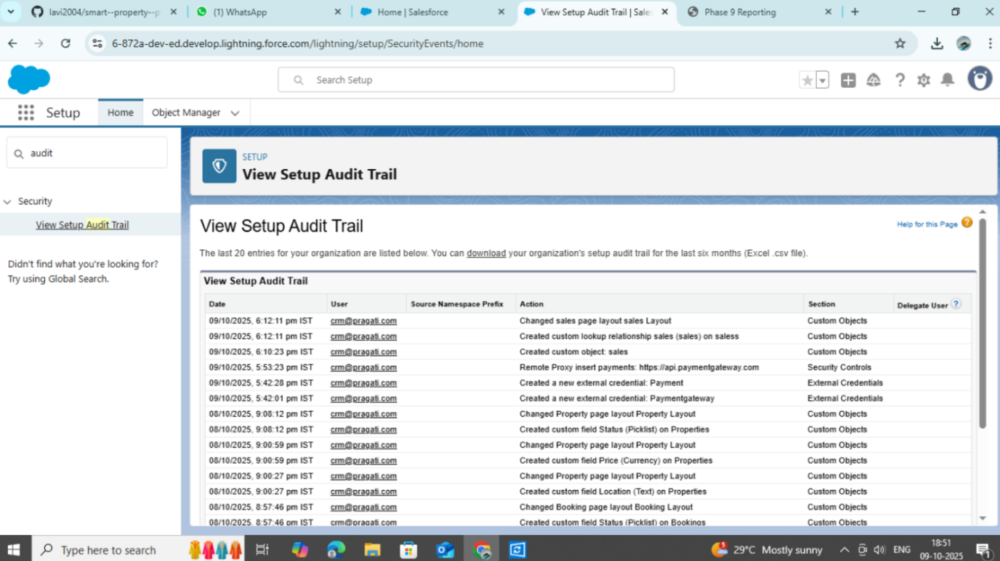 lavi2004/smart--property--p
(1) WhatsApp
Home | Salesforce
View Setup Audit Trail | Sales
Phase 9 Reporting
6-872a-dev-ed.develop.lightning.force.com/lightning/setup/SecurityEvents/home
Search Setup
Setup
Home
Object Manager
audit
Security
View Setup Audit Trail
Didn't find what you're looking for?
Try using Global Search.
SETUP
View Setup Audit Trail
View Setup Audit Trail
Help for this Page ?
The last 20 entries for your organization are listed below. You can download your organization's setup audit trail for the last six months (Excel .csv file).
View Setup Audit Trail
Date User Source Namespace Prefix Action Section Delegate User ?
09/10/2025, 6:12:11 pm IST crm@pragati.com Changed sales page layout sales Layout Custom Objects
09/10/2025, 6:12:11 pm IST crm@pragati.com Created custom lookup relationship sales (sales) on saless Custom Objects
09/10/2025, 6:10:23 pm IST crm@pragati.com Created custom object: sales Custom Objects
09/10/2025, 5:53:23 pm IST crm@pragati.com Remote Proxy insert payments: https://api.paymentgateway.com Security Controls
09/10/2025, 5:42:28 pm IST crm@pragati.com Created a new external credential: Payment External Credentials
09/10/2025, 5:42:01 pm IST crm@pragati.com Created a new external credential: Paymentgateway External Credentials
08/10/2025, 9:08:12 pm IST crm@pragati.com Changed Property page layout Property Layout Custom Objects
08/10/2025, 9:08:12 pm IST crm@pragati.com Created custom field Status (Picklist) on Properties Custom Objects
08/10/2025, 9:00:59 pm IST crm@pragati.com Changed Property page layout Property Layout Custom Objects
08/10/2025, 9:00:59 pm IST crm@pragati.com Created custom field Price (Currency) on Properties Custom Objects
08/10/2025, 9:00:27 pm IST crm@pragati.com Changed Property page layout Property Layout Custom Objects
08/10/2025, 9:00:27 pm IST crm@pragati.com Created custom field Location (Text) on Properties Custom Objects
08/10/2025, 8:57:46 pm IST crm@pragati.com Changed Booking page layout Booking Layout Custom Objects
08/10/2025, 8:57:46 pm IST crm@pragati.com Created custom field Status (Picklist) on Bookings Custom Objects
Type here to search
5
29°C Mostly sunny
ENG
18:51
09-10-2025
1